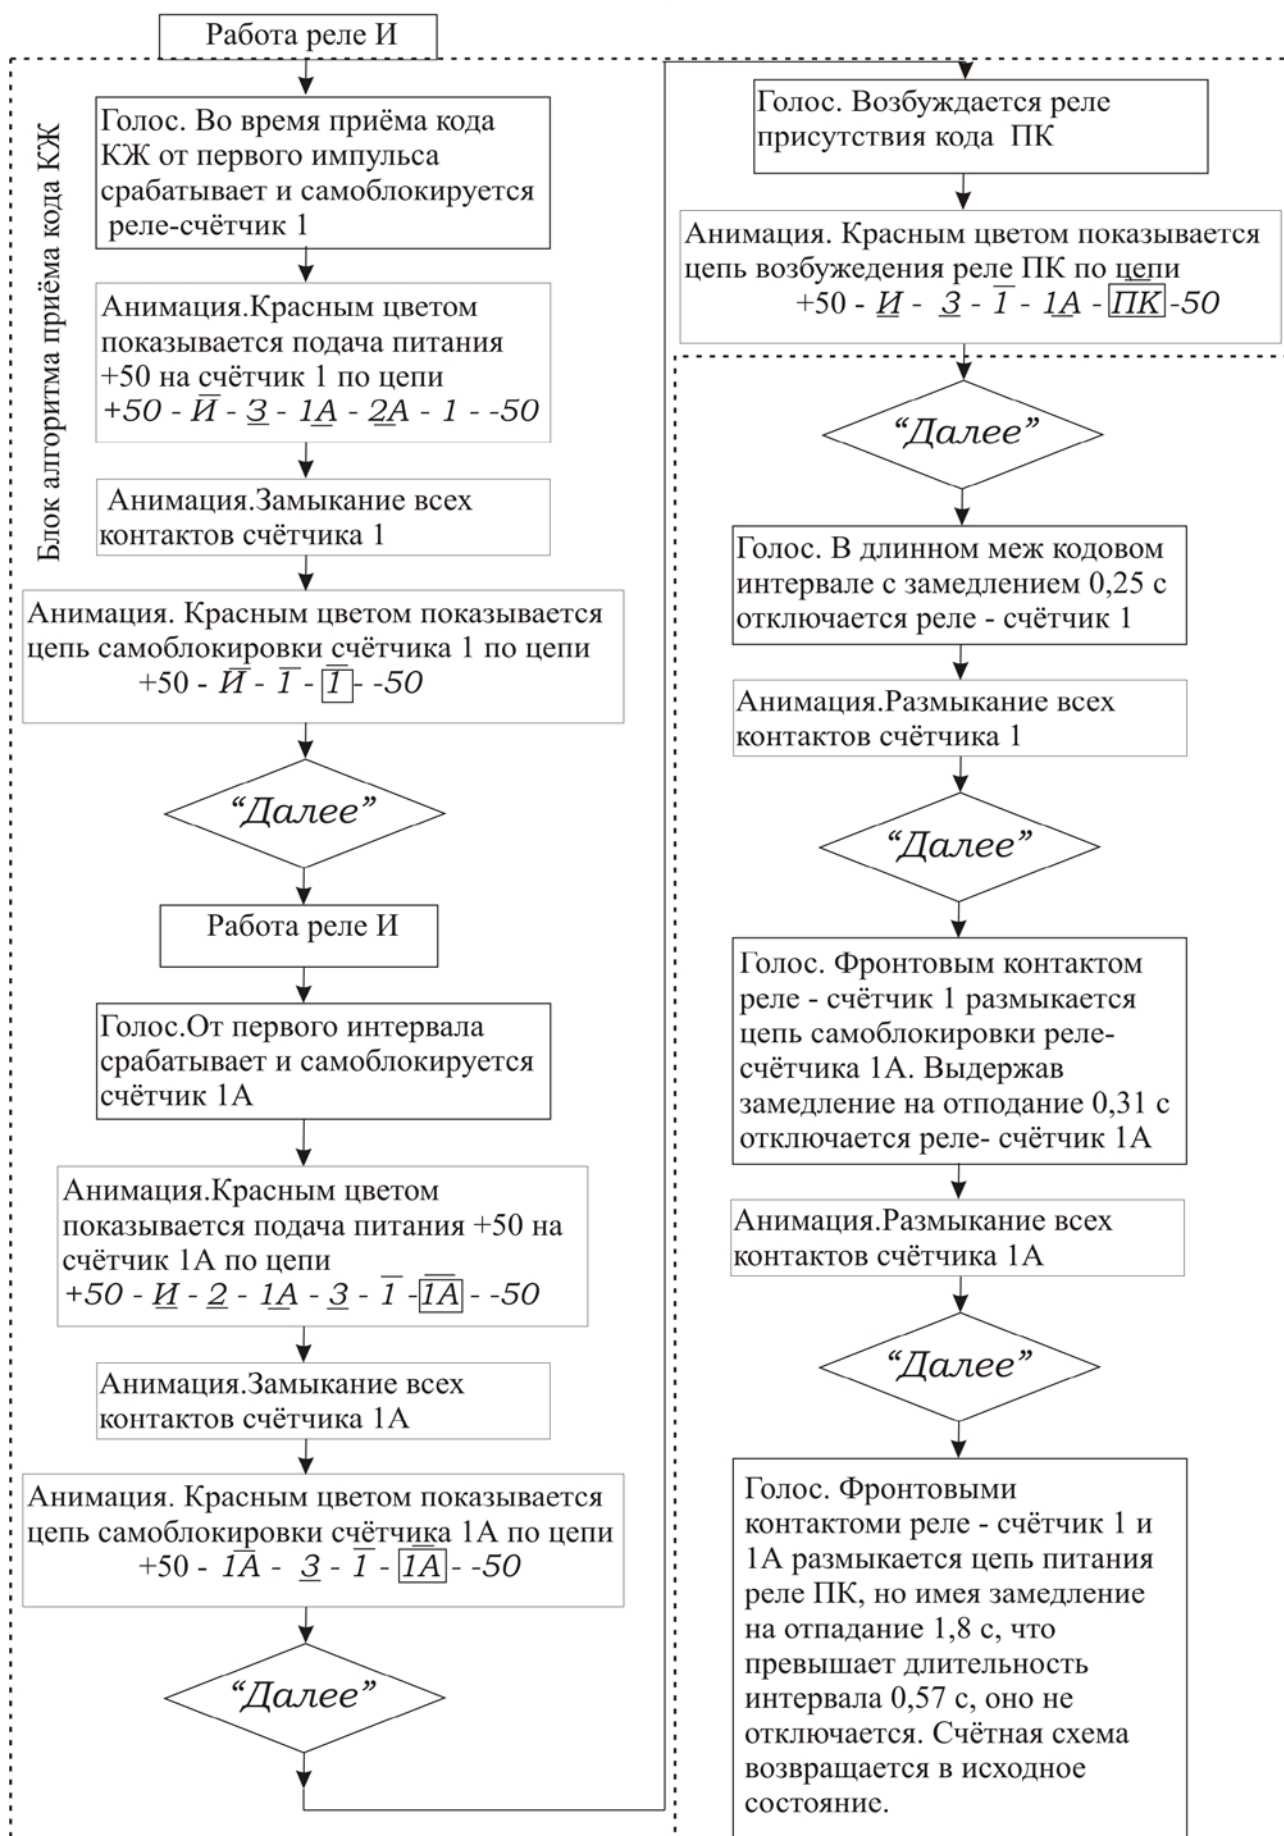 Работа реле И
Блок алгоритма приёма кода КЖ
Голос. Во время приёма кода
КЖ от первого импульса
срабатывает и самоблокируется
реле-счётчик 1
Анимация.Красным цветом
показывается подача питания
+50 на счётчик 1 по цепи
+50 - И - 3 - 1А - 2А - 1 - -50
Анимация.Замыкание всех
контактов счётчика 1
Анимация. Красным цветом показывается
цепь самоблокировки счётчика 1 по цепи
+50 - И - 1 - 1 - -50
“Далее”
Работа реле И
Голос.От первого интервала
срабатывает и самоблокируется
счётчик 1А
Анимация.Красным цветом
показывается подача питания +50 на
счётчик 1А по цепи
+50 - И - 2 - 1А - 3 - 1 - 1А - -50
Анимация.Замыкание всех
контактов счётчика 1А
Анимация. Красным цветом показывается
цепь самоблокировки счётчика 1А по цепи
+50 - 1А - 3 - 1 - 1А - -50
“Далее”
Голос. Возбуждается реле
присутствия кода ПК
Анимация. Красным цветом показывается
цепь возбужедения реле ПК по цепи
+50 - И - 3 - 1 - 1А - ПК -50
“Далее”
Голос. В длинном меж кодовом
интервале с замедлением 0,25 с
отключается реле - счётчик 1
Анимация.Размыкание всех
контактов счётчика 1
“Далее”
Голос. Фронтовым контактом
реле - счётчик 1 размыкается
цепь самоблокировки реле-
счётчика 1А. Выдержав
замедление на отподание 0,31 с
отключается реле- счётчик 1А
Анимация.Размыкание всех
контактов счётчика 1А
“Далее”
Голос. Фронтовыми
контактоми реле - счётчик 1 и
1А размыкается цепь питания
реле ПК, но имея замедление
на отпадание 1,8 с, что
превышает длительность
интервала 0,57 с, оно не
отключается. Счётная схема
возвращается в исходное
состояние.